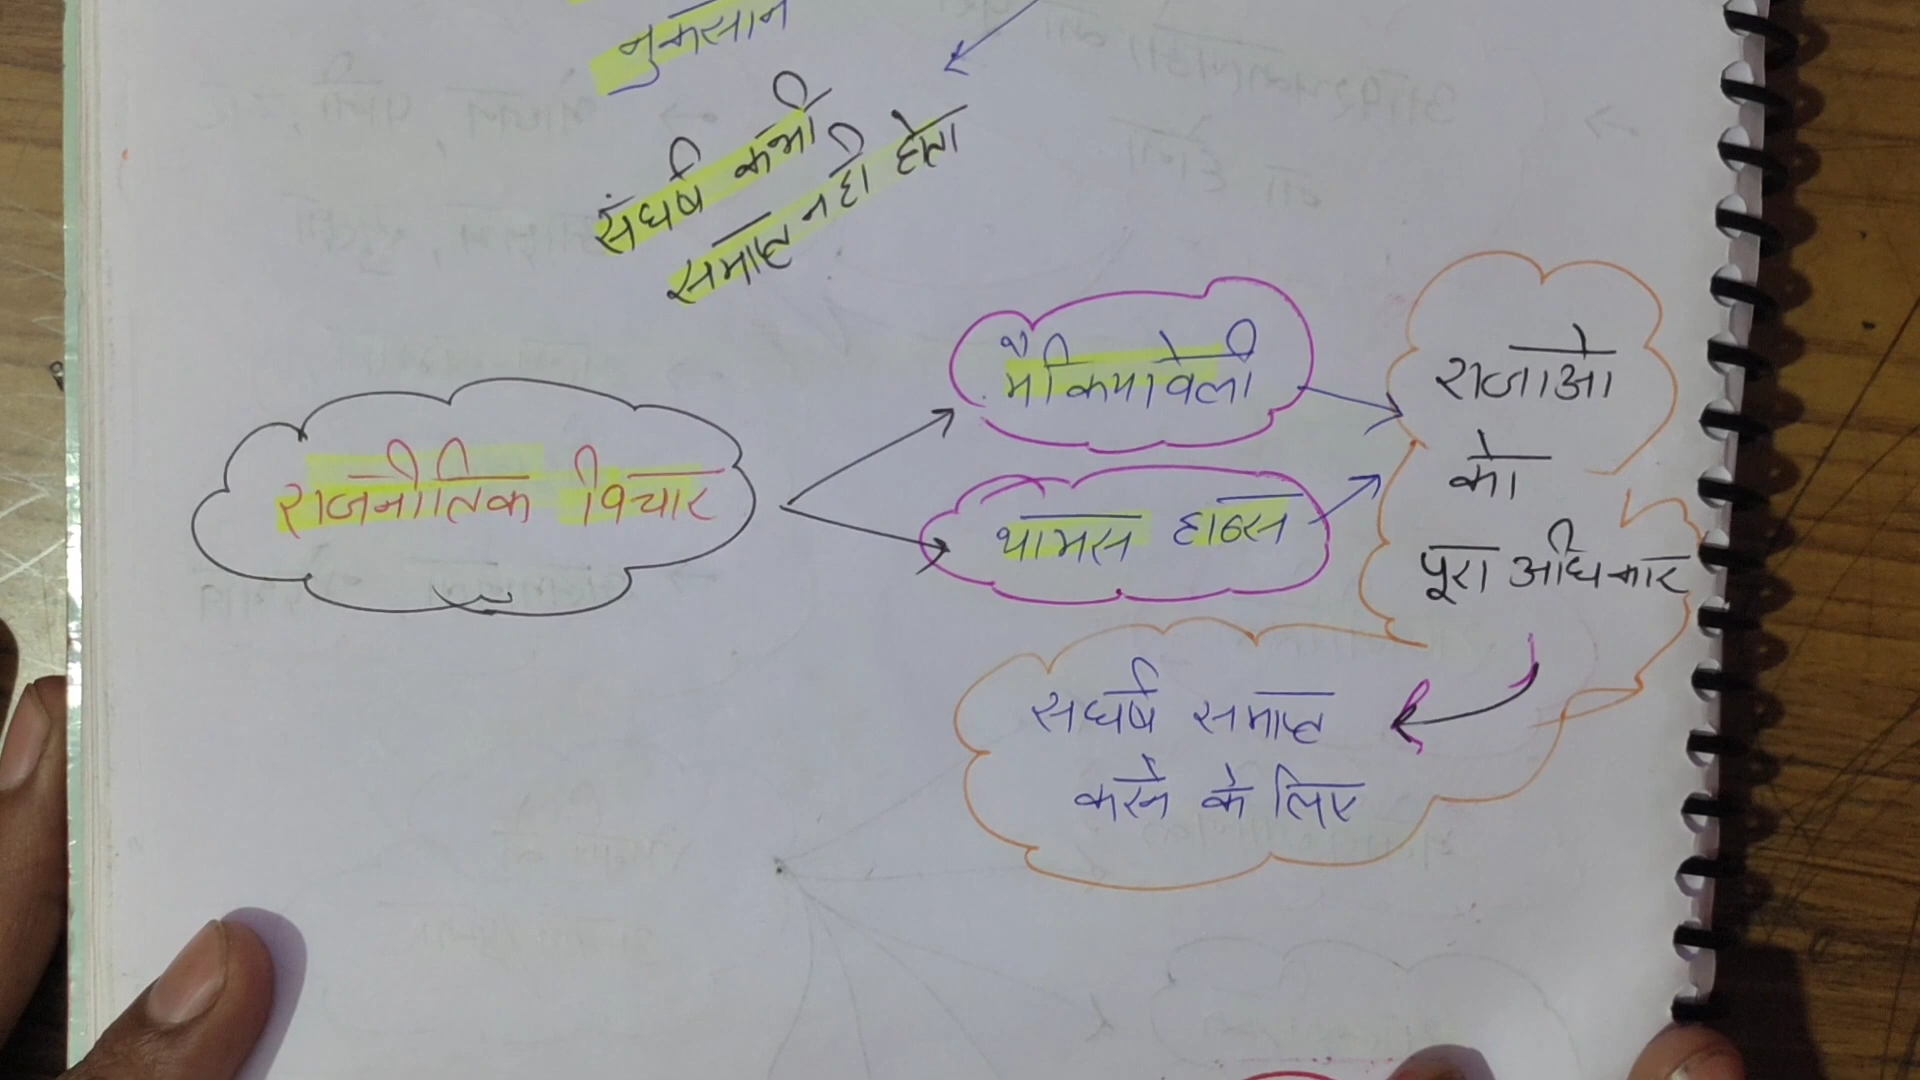 नुकसान
संघर्ष कभी
समाप्त नही होता
राजनीतिक विचार
मैकियावेली
थामस हाब्स
राजाओ
को
पूरा अधिकार
संघर्ष समाप्त
करने के लिए